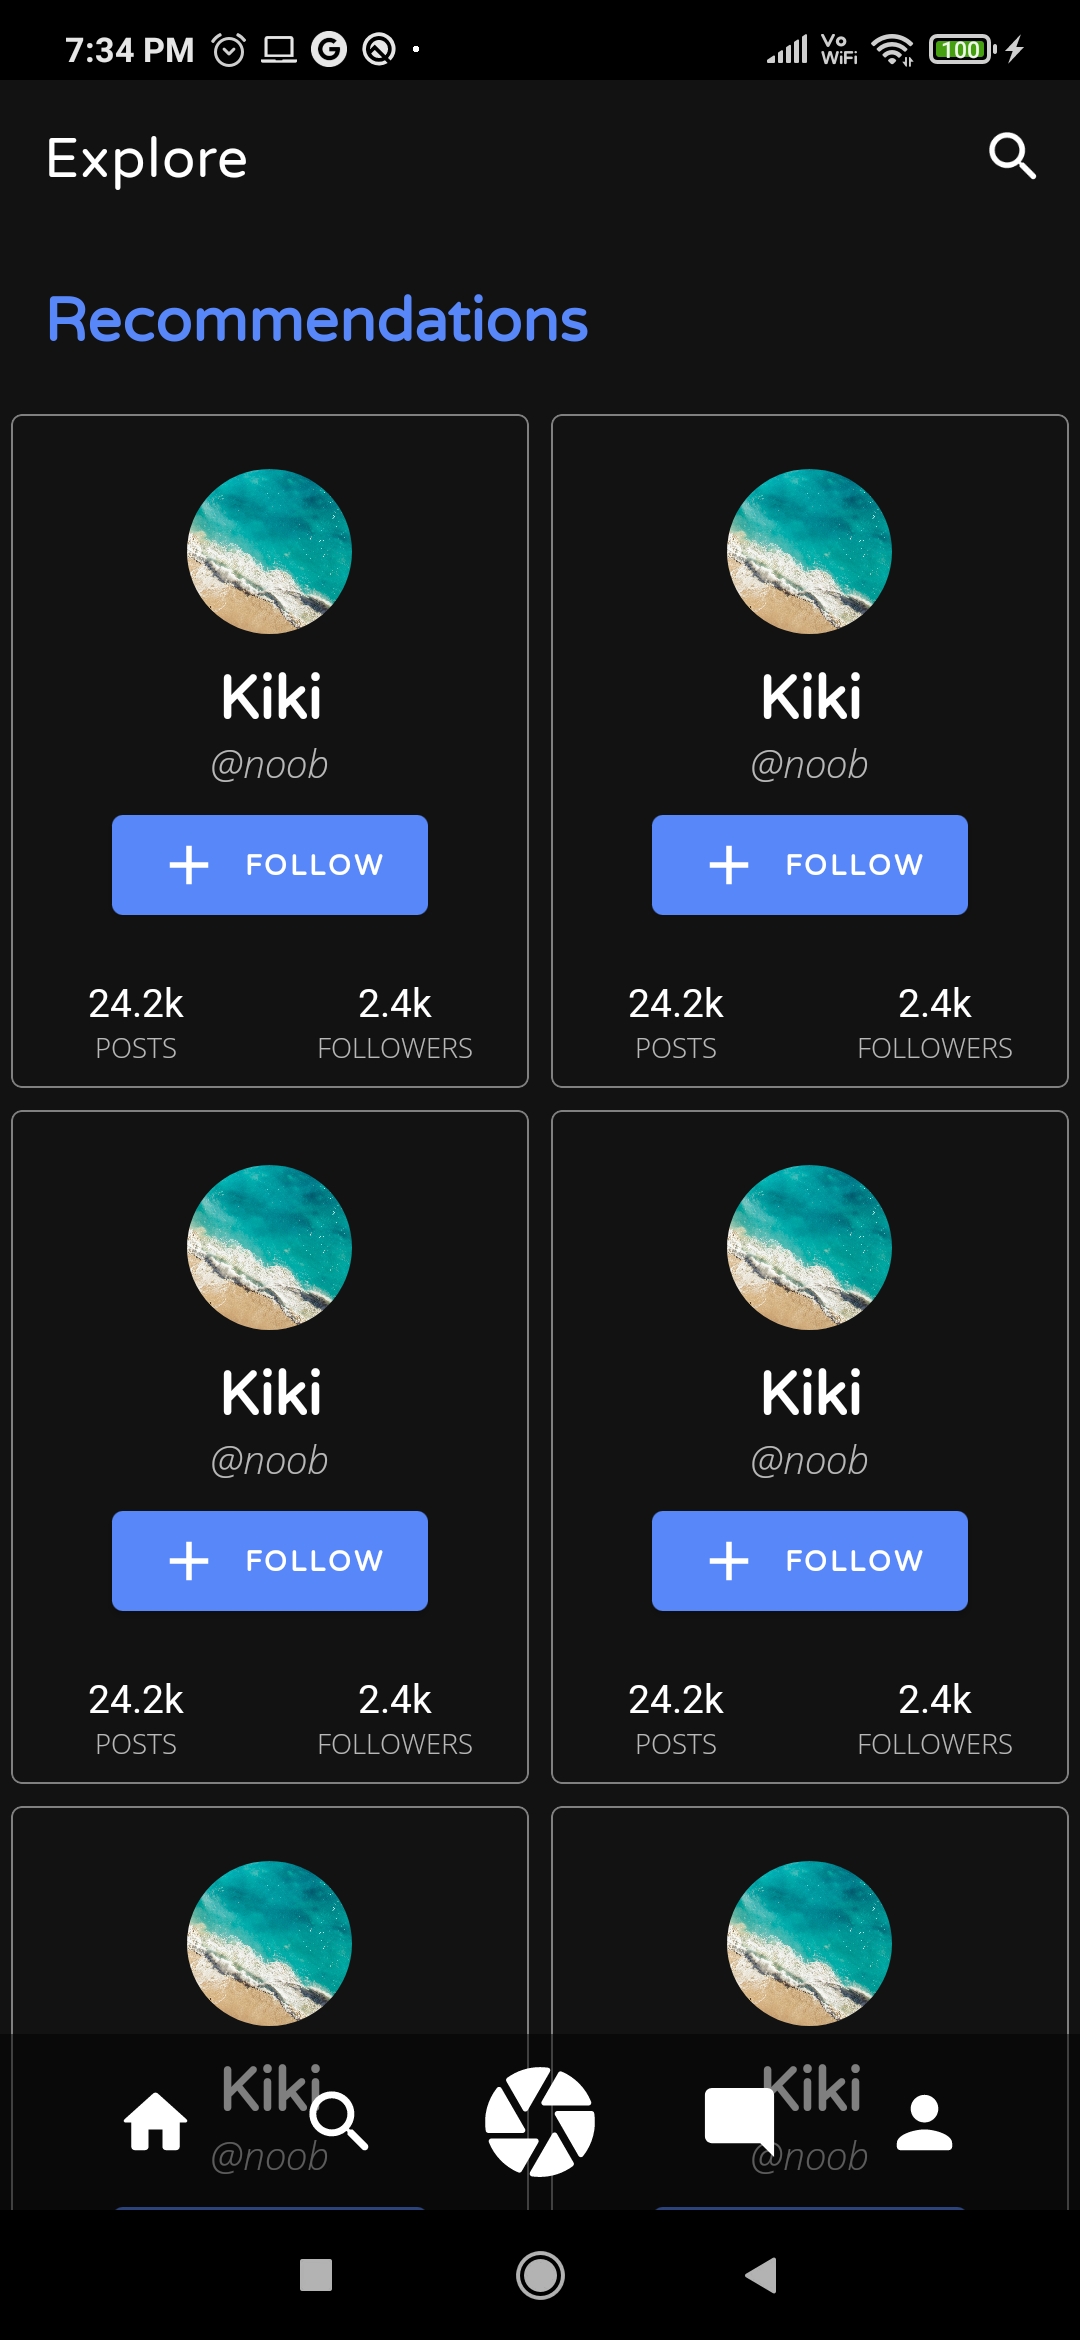 7:34 PM
Vo
WiFi
100
Explore
Recommendations
Kiki
Kiki
@noob
@noob
FOLLOW
FOLLOW
24.2k
2.4k
24.2k
2.4k
POSTS
FOLLOWERS
POSTS
FOLLOWERS
Kiki
Kiki
@noob
@noob
FOLLOW
FOLLOW
24.2k
2.4k
24.2k
2.4k
POSTS
FOLLOWERS
POSTS
FOLLOWERS
Kiki
Kiki
@noob
@noob